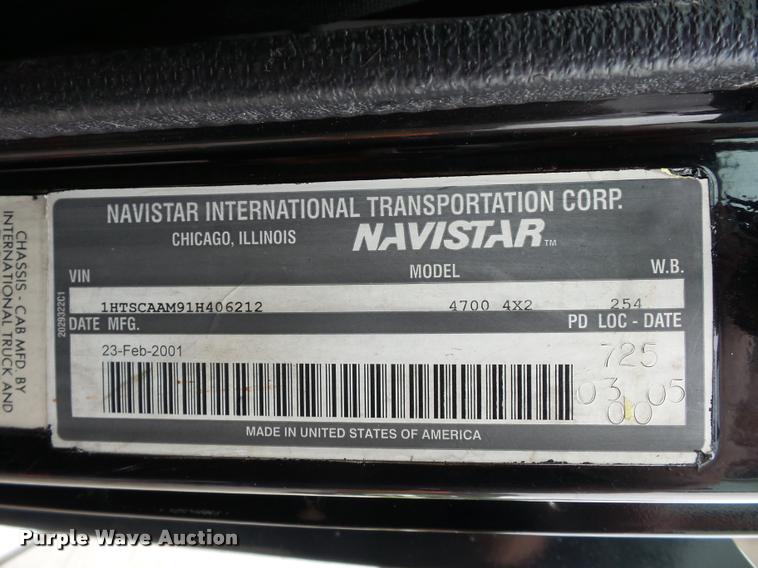 NAVISTAR INTERNATIONAL TRANSPORTATION CORP.
CHICAGO, ILLINOIS NAVISTAR TM
VIN MODEL W.B.
1HTSCAAM91H406212 4700 4X2 254
DATE MFG. PD LOC - DATE
23-Feb-2001 725
03 05
00
MADE IN UNITED STATES OF AMERICA
2029322C1
CHASSIS - CAB MFD. BY
INTERNATIONAL TRUCK AND
Purple Wave Auction